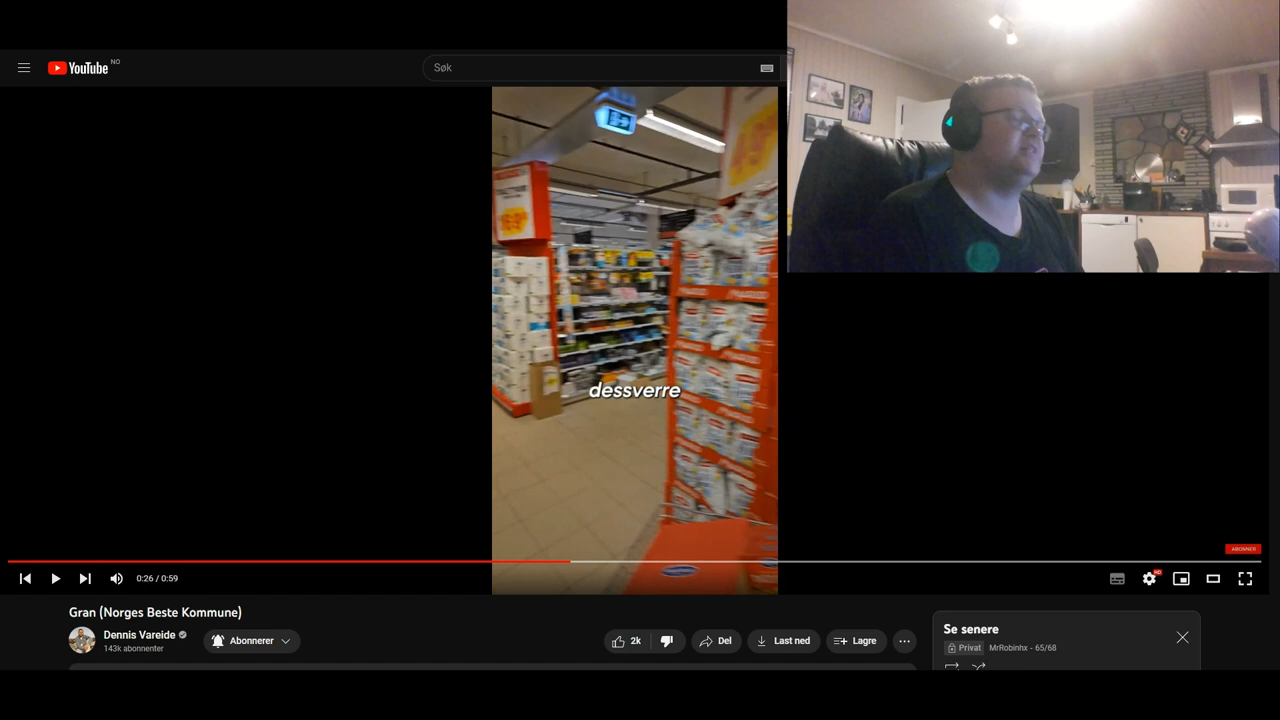 YouTube NO
Søk
dessverre
ABONNER
0:26 / 0:59
HD
Gran (Norges Beste Kommune)
Dennis Vareide
143k abonnenter
Abonnerer
2k
Del
Last ned
Lagre
Se senere
Privat
MrRobinhx - 65/68